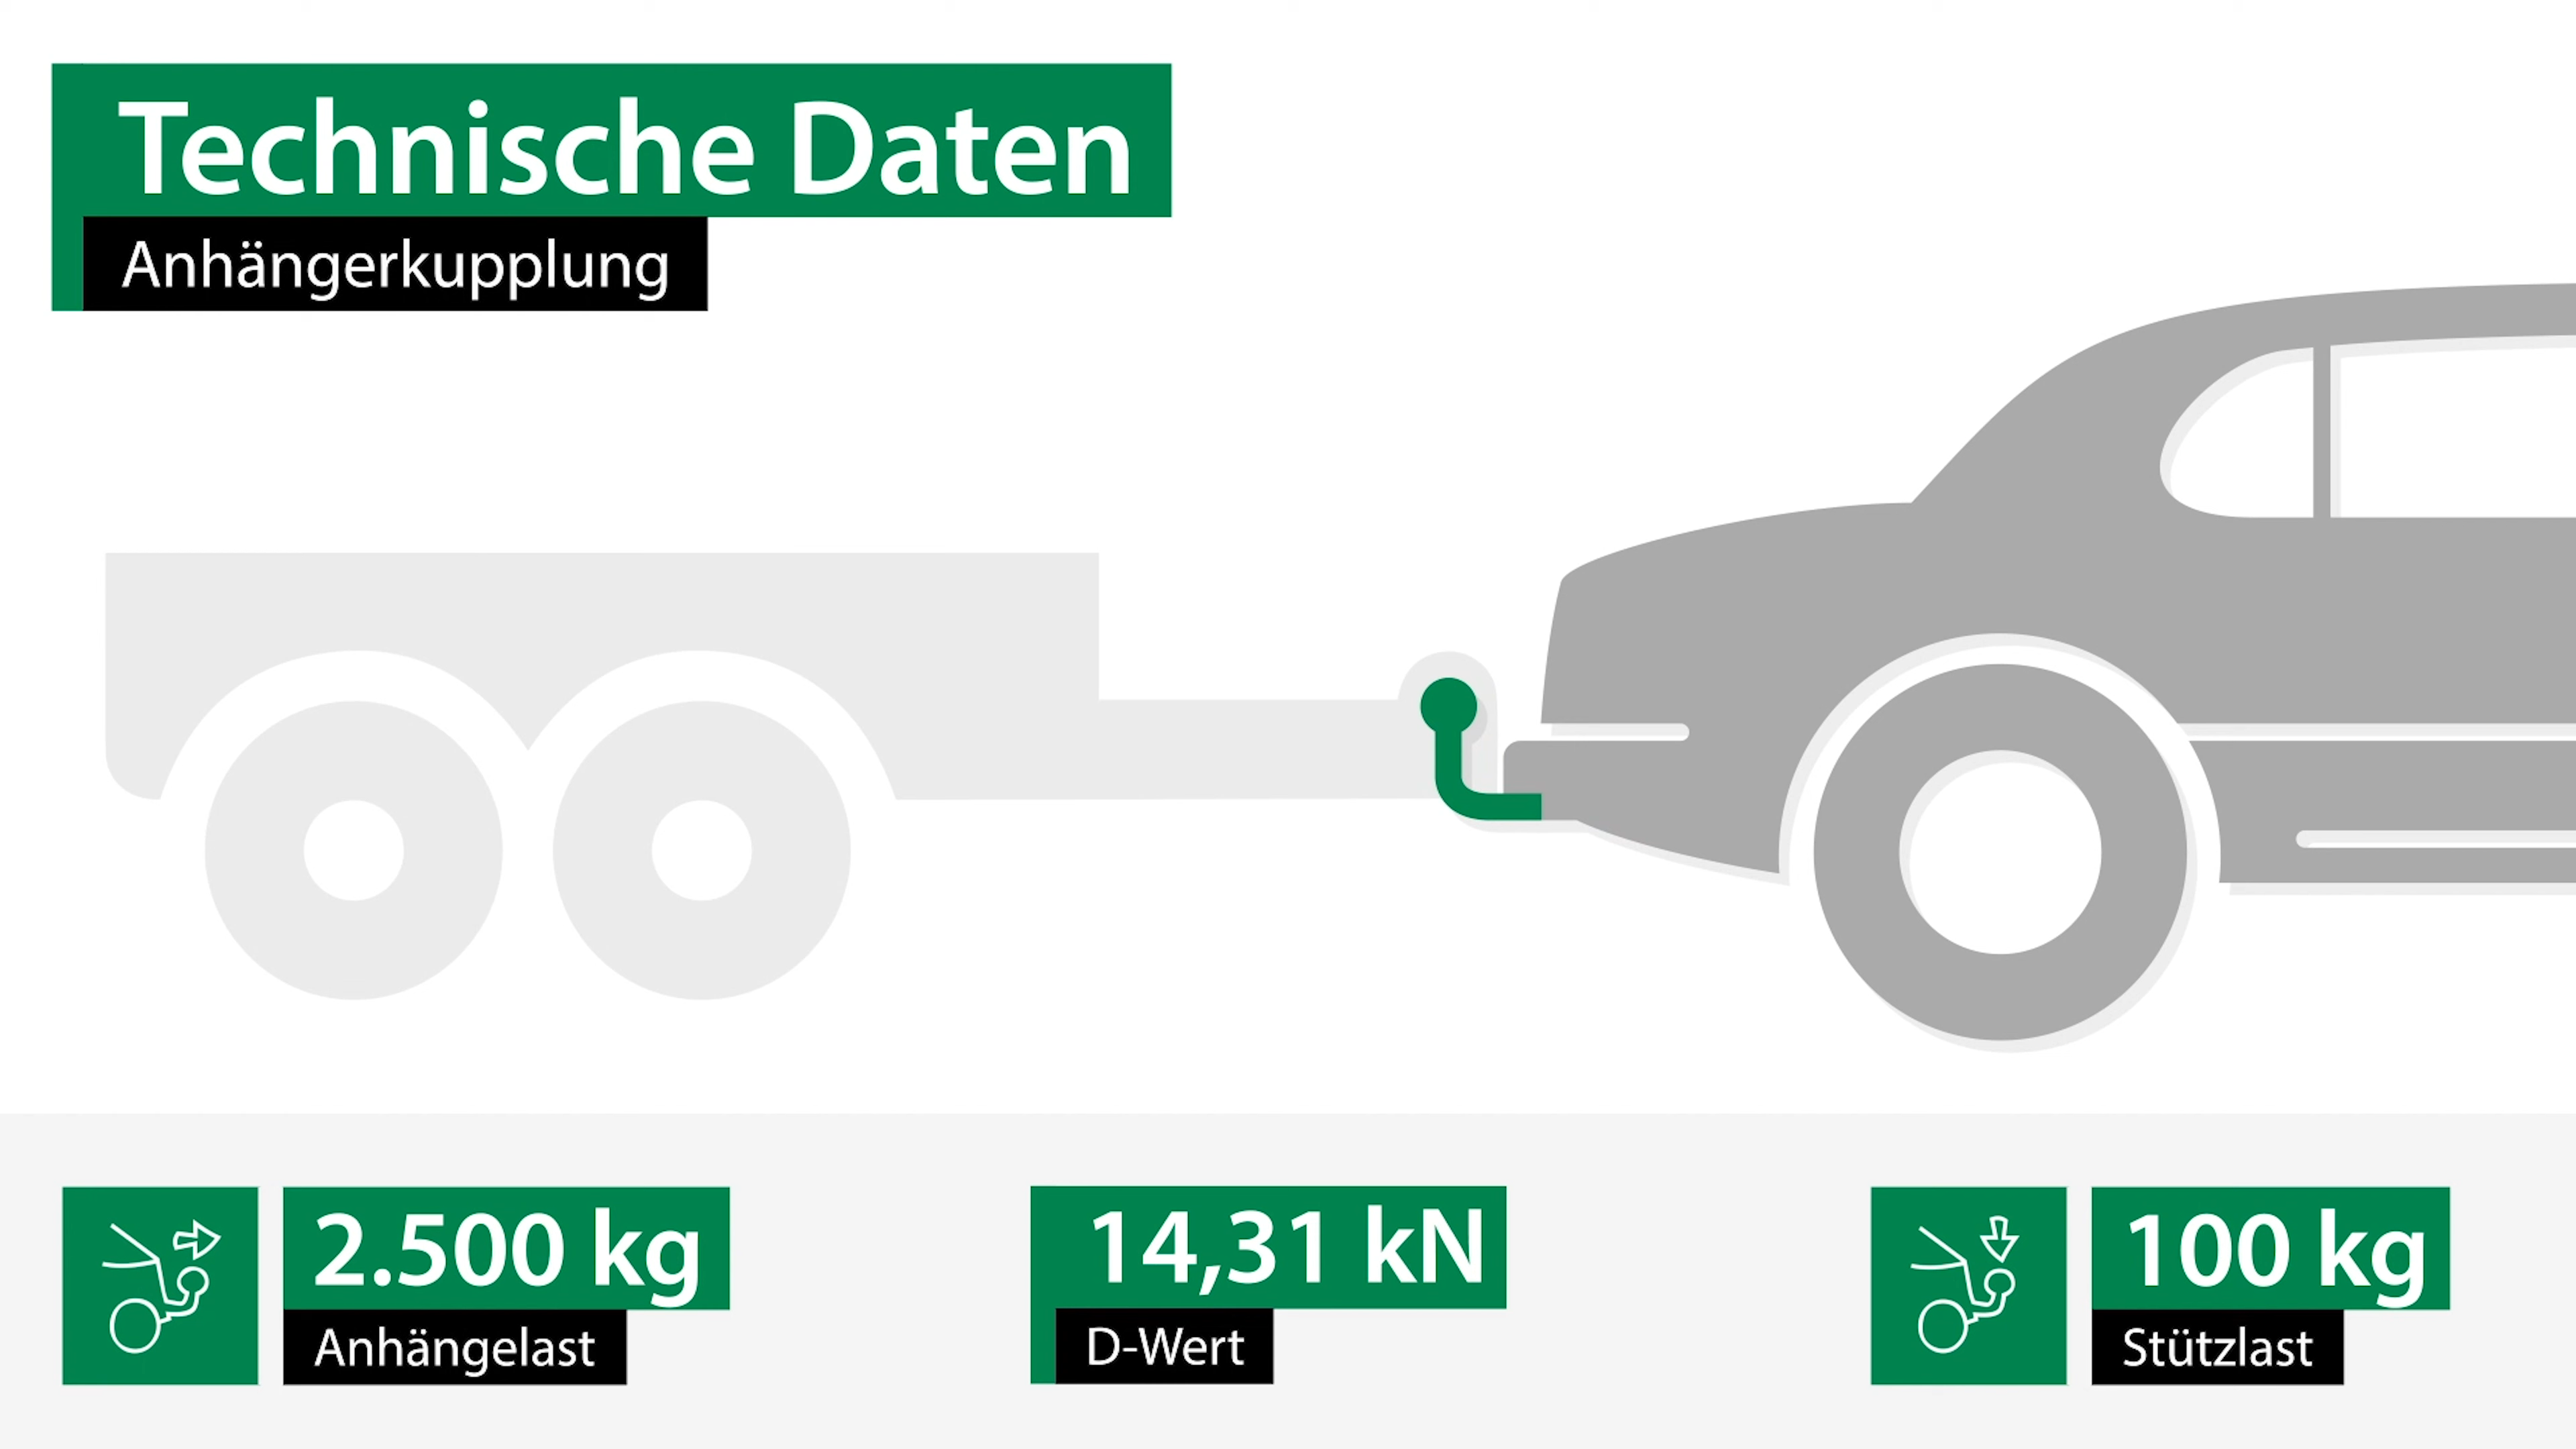 Technische Daten
Anhängerkupplung
2.500 kg
Anhängelast
14,31 kN
D-Wert
100 kg
Stützlast